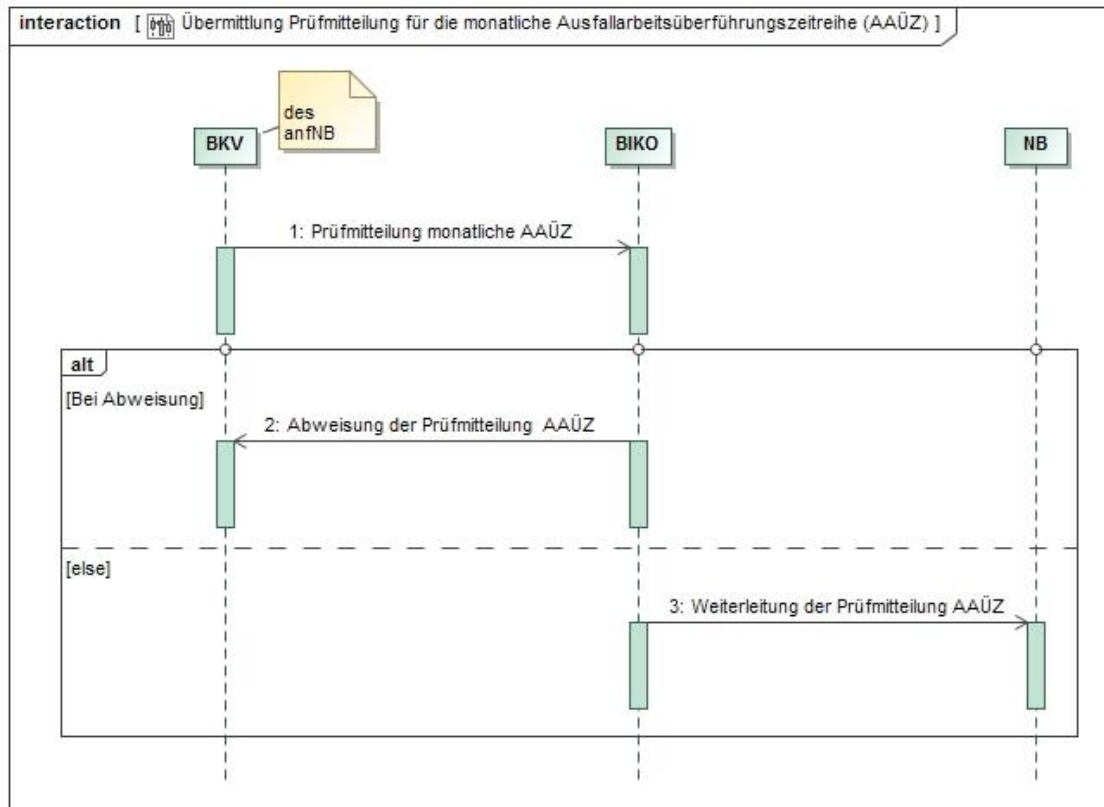 interaction [ Übermittlung Prüfmitteilung für die monatliche Ausfallarbeitsüberführungszeitreihe (AAÜZ) ]
des
anfNB
BKV
BIKO
NB
1: Prüfmitteilung monatliche AAÜZ
alt
[Bei Abweisung]
2: Abweisung der Prüfmitteilung AAÜZ
[else]
3: Weiterleitung der Prüfmitteilung AAÜZ